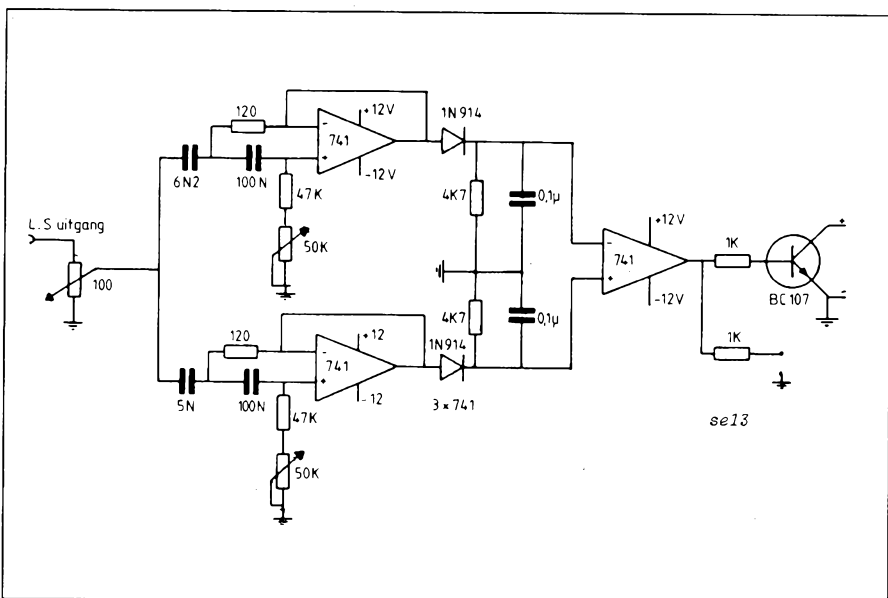 120
-
+
741
+12V
-12V
1N914
6N2
100N
47K
50K
4K7
0,1µ
L.S uitgang
100
-
+
741
+12V
-12V
1K
BC107
+
-
1K
4K7
0,1µ
120
-
+
741
+12
-12
1N914
3 x 741
5N
100N
47K
50K
se13